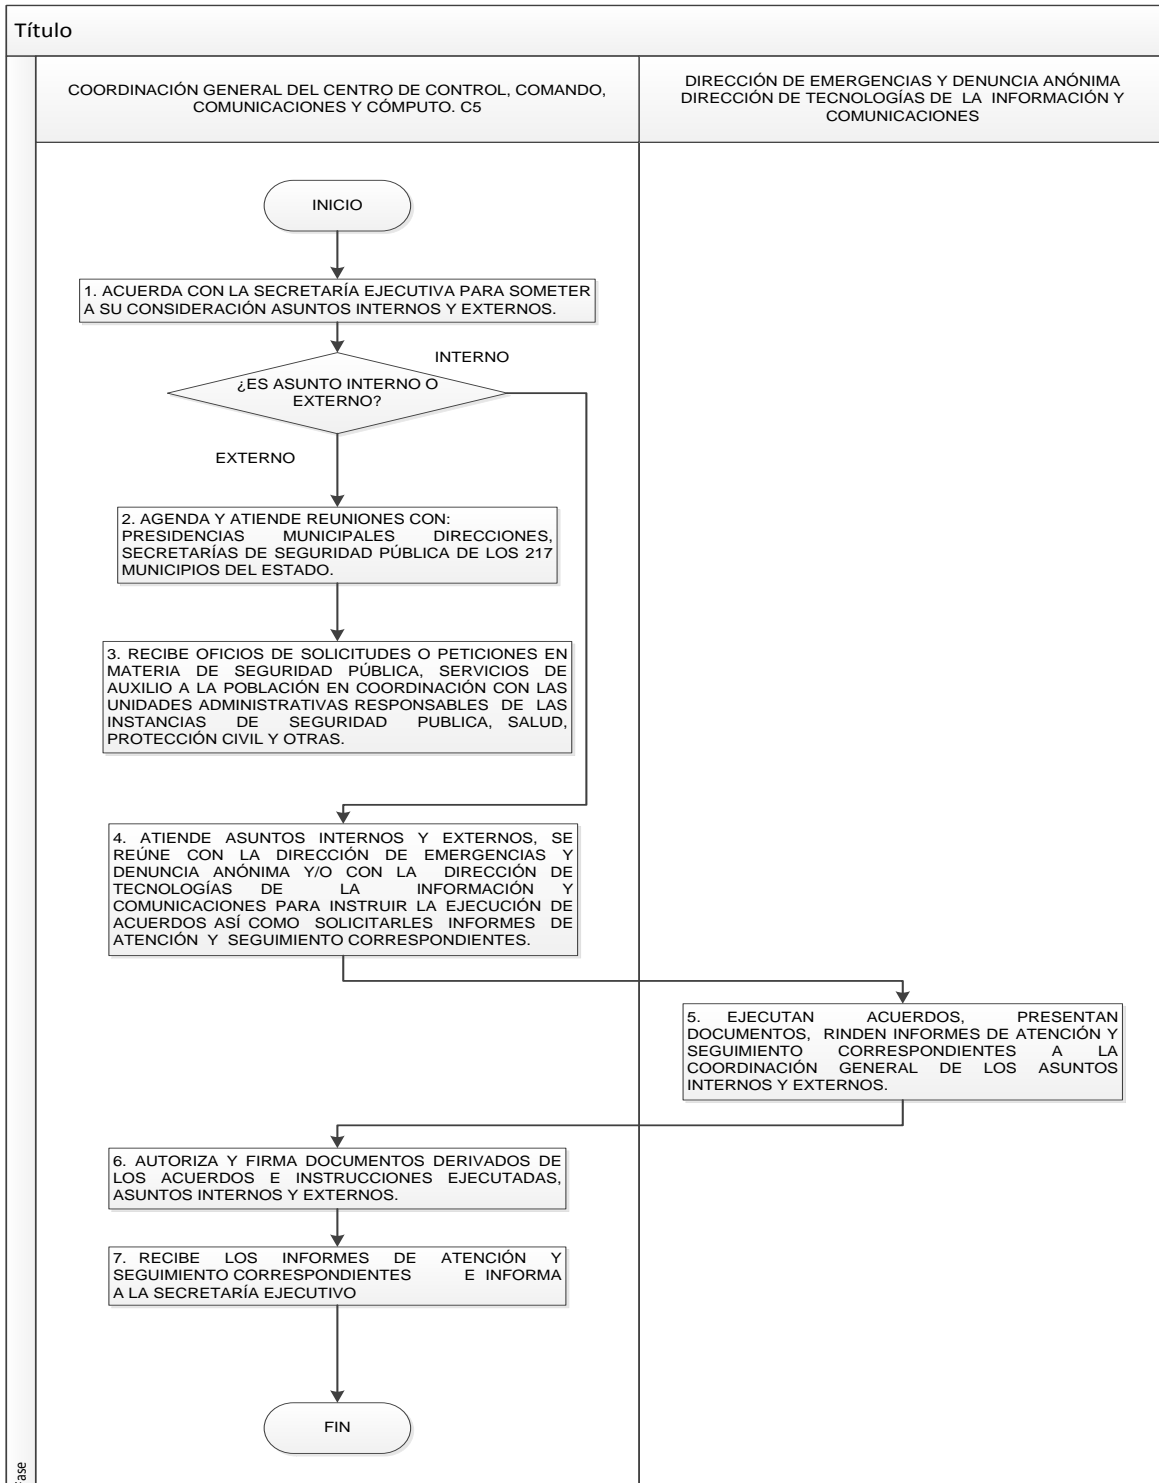 Título
COORDINACIÓN GENERAL DEL CENTRO DE CONTROL, COMANDO,
COMUNICACIONES Y CÓMPUTO. C5
DIRECCIÓN DE EMERGENCIAS Y DENUNCIA ANÓNIMA
DIRECCIÓN DE TECNOLOGÍAS DE LA INFORMACIÓN Y
COMUNICACIONES
INICIO
1. ACUERDA CON LA SECRETARÍA EJECUTIVA PARA SOMETER
A SU CONSIDERACIÓN ASUNTOS INTERNOS Y EXTERNOS.
INTERNO
¿ES ASUNTO INTERNO O
EXTERNO?
EXTERNO
2. AGENDA Y ATIENDE REUNIONES CON:
PRESIDENCIAS MUNICIPALES DIRECCIONES,
SECRETARÍAS DE SEGURIDAD PÚBLICA DE LOS 217
MUNICIPIOS DEL ESTADO.
3. RECIBE OFICIOS DE SOLICITUDES O PETICIONES EN
MATERIA DE SEGURIDAD PÚBLICA, SERVICIOS DE
AUXILIO A LA POBLACIÓN EN COORDINACIÓN CON LAS
UNIDADES ADMINISTRATIVAS RESPONSABLES DE LAS
INSTANCIAS DE SEGURIDAD PUBLICA, SALUD,
PROTECCIÓN CIVIL Y OTRAS.
4. ATIENDE ASUNTOS INTERNOS Y EXTERNOS, SE
REÚNE CON LA DIRECCIÓN DE EMERGENCIAS Y
DENUNCIA ANÓNIMA Y/O CON LA DIRECCIÓN DE
TECNOLOGÍAS DE LA INFORMACIÓN Y
COMUNICACIONES PARA INSTRUIR LA EJECUCIÓN DE
ACUERDOS ASÍ COMO SOLICITARLES INFORMES DE
ATENCIÓN Y SEGUIMIENTO CORRESPONDIENTES.
5. EJECUTAN ACUERDOS, PRESENTAN
DOCUMENTOS, RINDEN INFORMES DE ATENCIÓN Y
SEGUIMIENTO CORRESPONDIENTES A LA
COORDINACIÓN GENERAL DE LOS ASUNTOS
INTERNOS Y EXTERNOS.
6. AUTORIZA Y FIRMA DOCUMENTOS DERIVADOS DE
LOS ACUERDOS E INSTRUCCIONES EJECUTADAS,
ASUNTOS INTERNOS Y EXTERNOS.
7. RECIBE LOS INFORMES DE ATENCIÓN Y
SEGUIMIENTO CORRESPONDIENTES E INFORMA
A LA SECRETARÍA EJECUTIVO
FIN